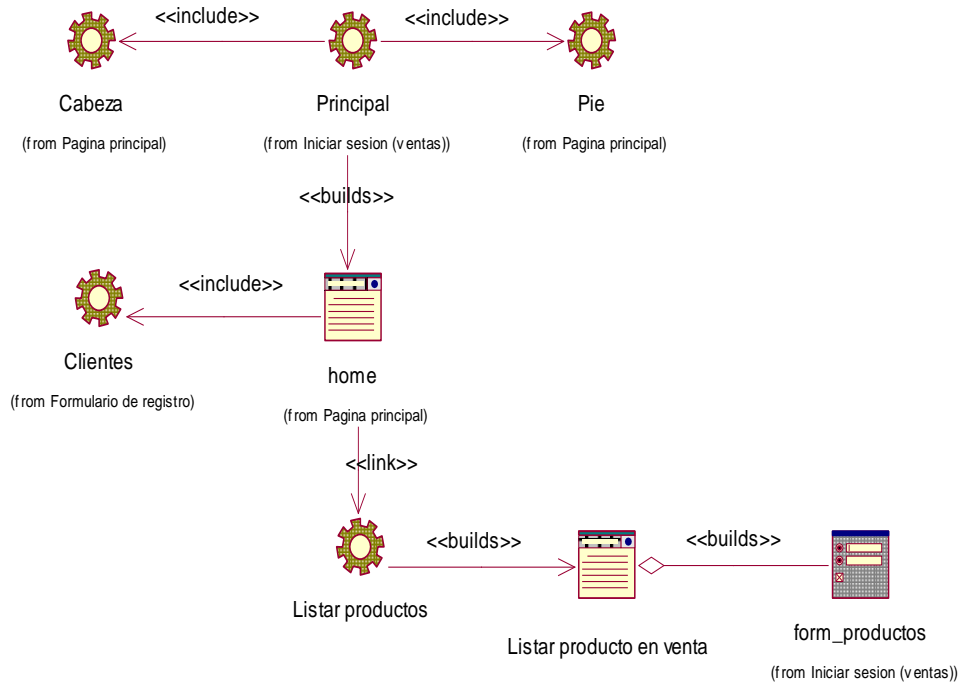 <<include>>
<<include>>
Cabeza
Principal
Pie
(from Pagina principal)
(from Iniciar sesion (ventas))
(from Pagina principal)
<<builds>>
<<include>>
Clientes
home
(from Formulario de registro)
(from Pagina principal)
<<link>>
<<builds>>
<<builds>>
Listar productos
Listar producto en venta
form_productos
(from Iniciar sesion (ventas))